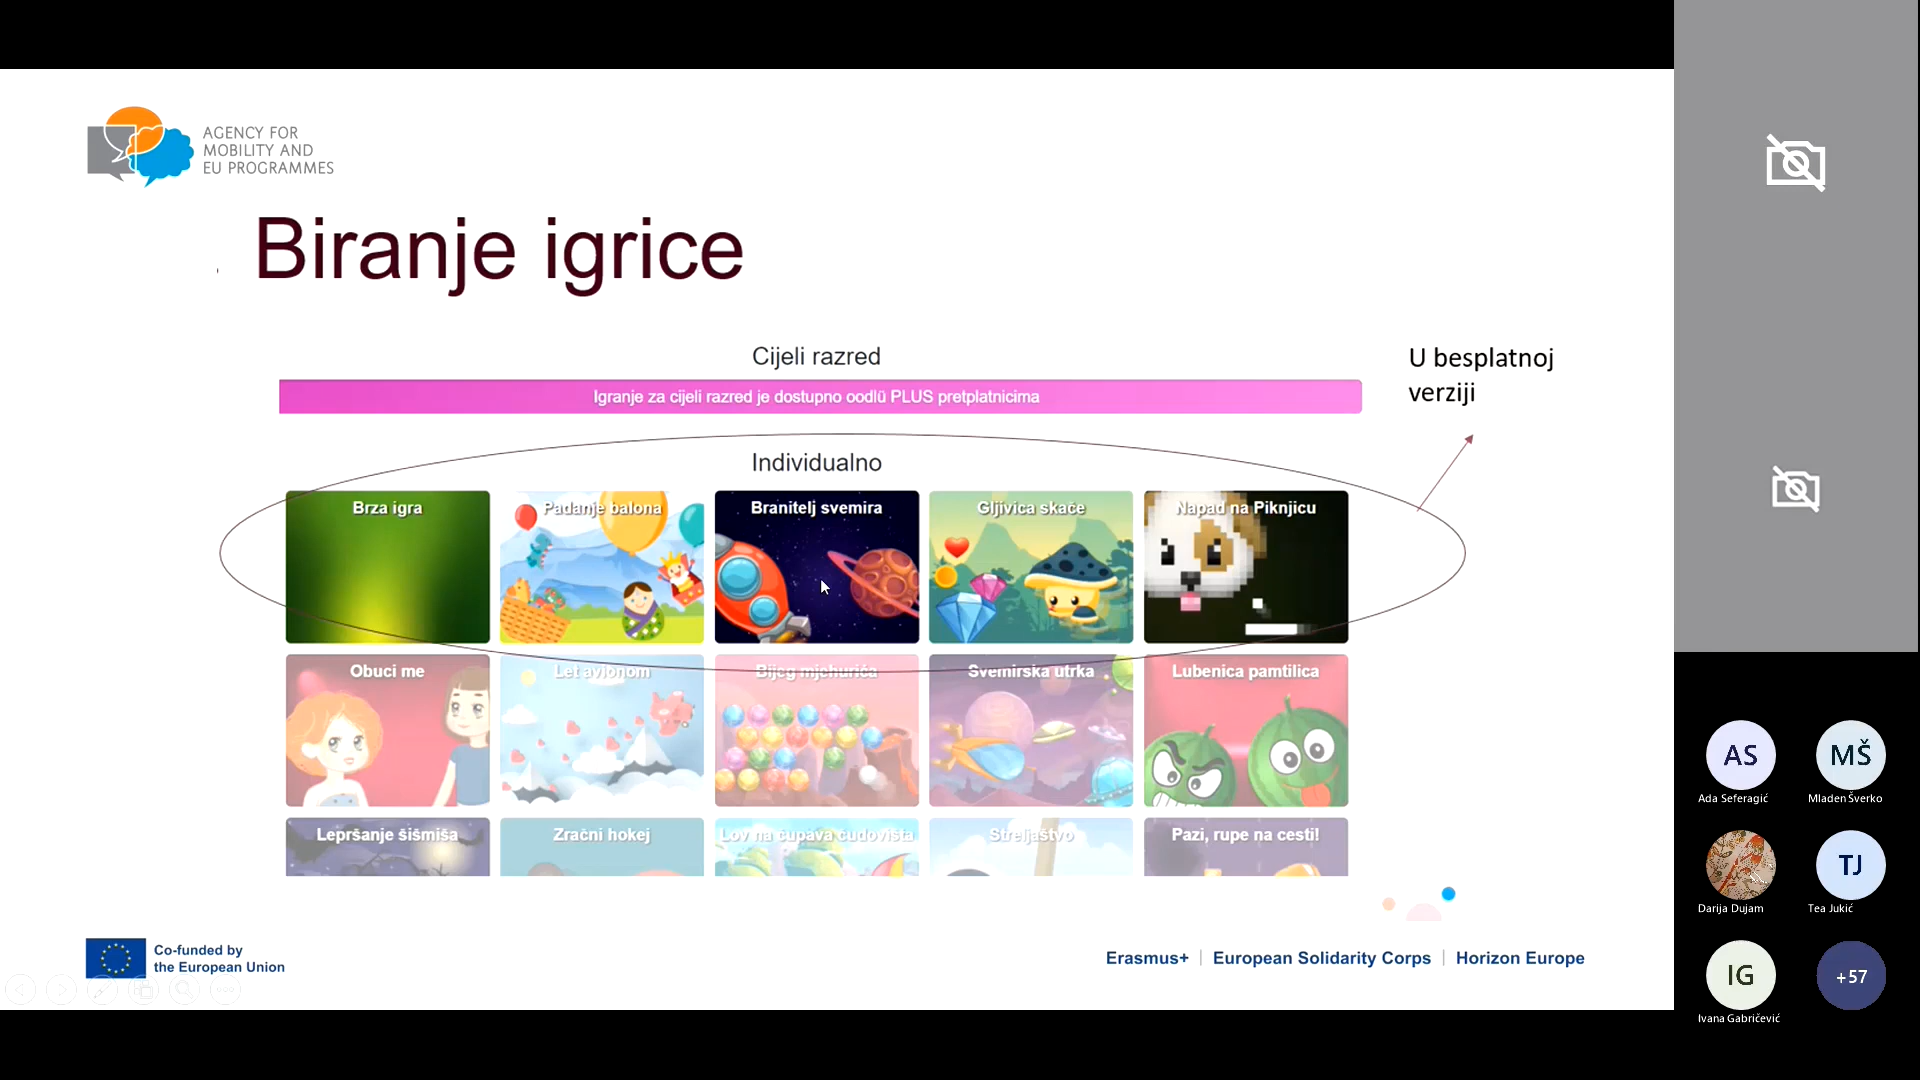 AGENCY FOR
MOBILITY AND
EU PROGRAMMES
Biranje igrice
Cijeli razred
Igranje za cijeli razred je dostupno oodlü PLUS pretplatnicima
U besplatnoj
verziji
Individualno
Brza igra
Padanje balona
Branitelj svemira
Gljivica skače
Napad na Piknjicu
Obuci me
Let avionom
Bijeg mjehurića
Svemirska utrka
Lubenica pamtilica
Lepršanje šišmiša
Zračni hokej
Lov na čupava čudovišta
Streljaštvo
Pazi, rupe na cesti!
Co-funded by
the European Union
Erasmus+ | European Solidarity Corps | Horizon Europe
AS
Ada Seferagić
MŠ
Mladen Šverko
Darija Dujam
TJ
Tea Jukić
IG
Ivana Gabričević
+57